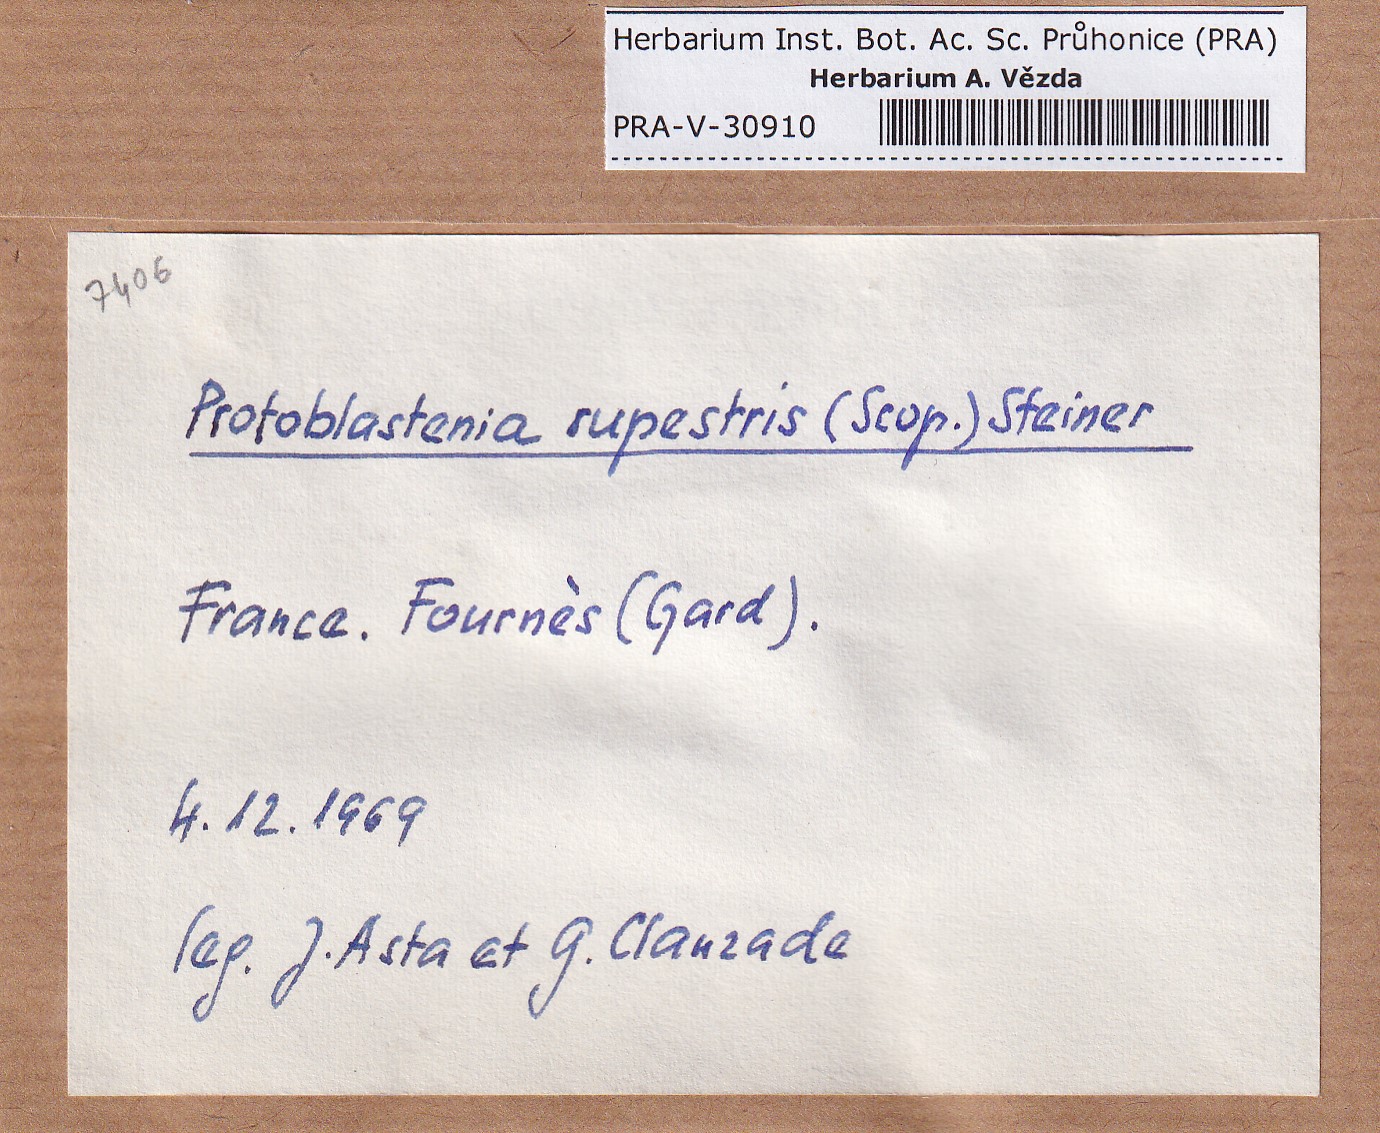 Herbarium Inst. Bot. Ac. Sc. Průhonice (PRA)
Herbarium A. Vězda
PRA-V-30910
7406
Protoblastenia rupestris (Scop.) Steiner
France. Fournès (Gard).
4. 12. 1969
leg. J. Asta et G. Clauzade